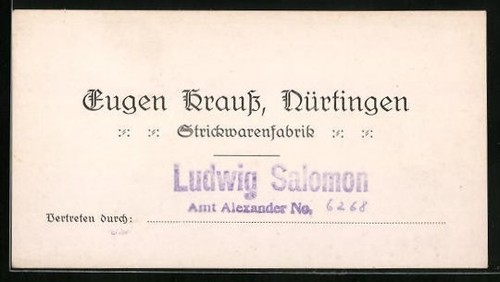 Eugen Krauß, Nürtingen
Strickwarenfabrik
Ludwig Salomon
Amt Alexander No. 6268
Vertreten durch: